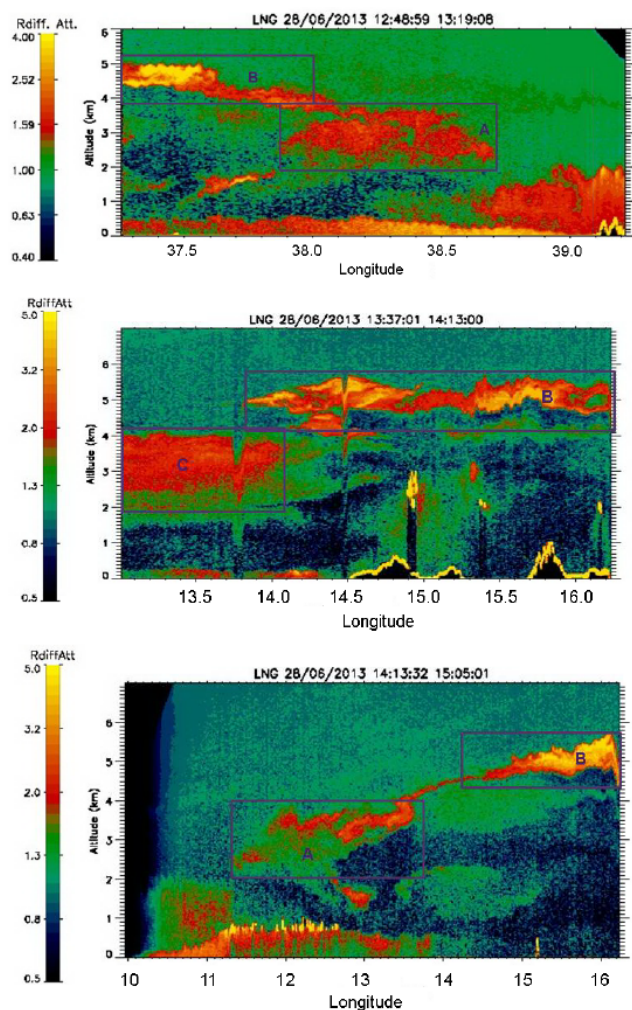 Rdiff. Att.
LNG 28/06/2013 12:48:59 13:19:08
4.00
2.52
1.59
1.00
0.63
0.40
Altitude (km)
6
5
4
3
2
1
0
B
A
37.5 38.0 38.5 39.0
Longitude
RdiffAtt
LNG 28/06/2013 13:37:01 14:13:00
5.0
3.2
2.0
1.3
0.8
0.5
Altitude (km)
6
5
4
3
2
1
0
B
C
13.5 14.0 14.5 15.0 15.5 16.0
Longitude
RdiffAtt
LNG 28/06/2013 14:13:32 15:05:01
5.0
3.2
2.0
1.3
0.8
0.5
Altitude (km)
6
5
4
3
2
1
0
B
A
10 11 12 13 14 15 16
Longitude